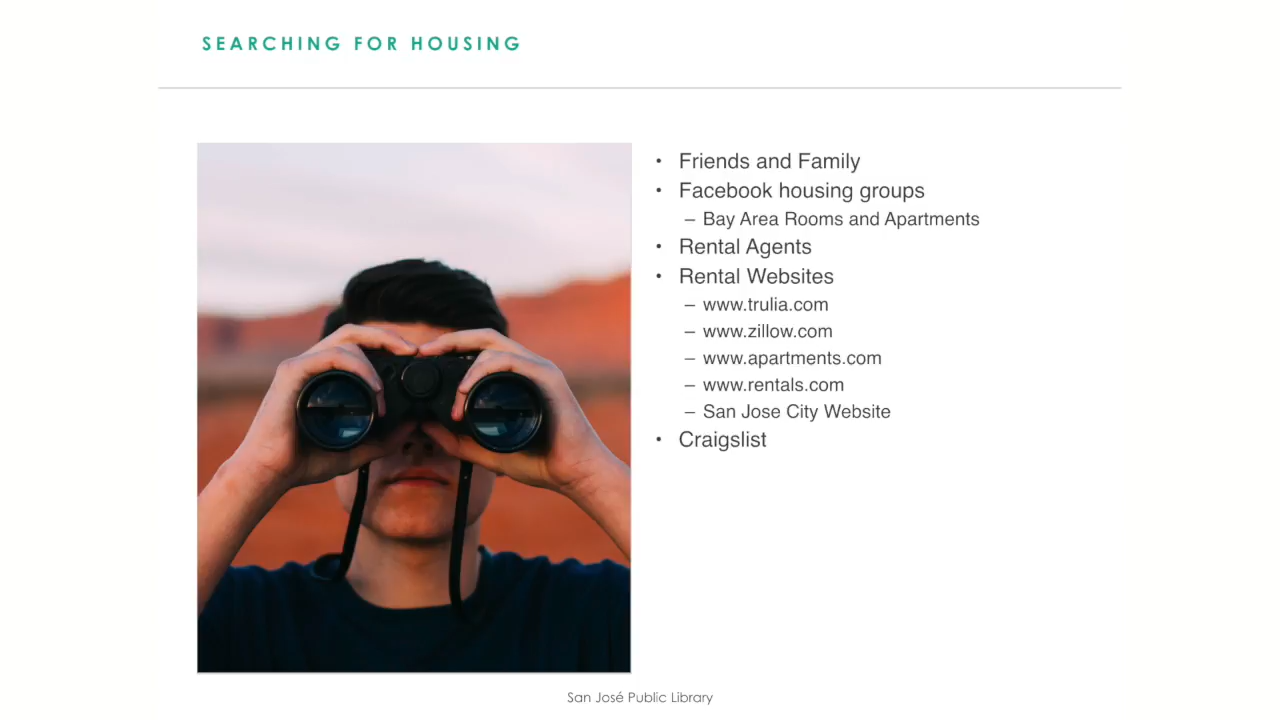 SEARCHING FOR HOUSING
• Friends and Family
• Facebook housing groups
– Bay Area Rooms and Apartments
• Rental Agents
• Rental Websites
– www.trulia.com
– www.zillow.com
– www.apartments.com
– www.rentals.com
– San Jose City Website
• Craigslist
San José Public Library